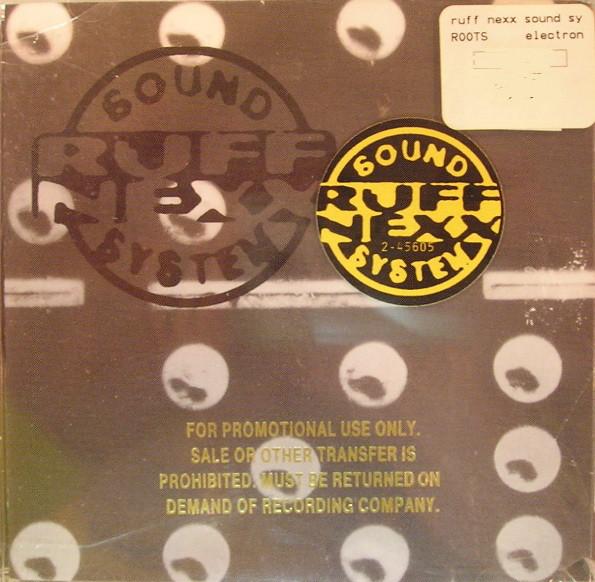 ruff nexx sound sy
ROOTS electron
SOUND
RUFF
NEXX
SYSTEM
SOUND
RUFF
NEXX
2-45605
SYSTEM
FOR PROMOTIONAL USE ONLY.
SALE OR OTHER TRANSFER IS
PROHIBITED. MUST BE RETURNED ON
DEMAND OF RECORDING COMPANY.